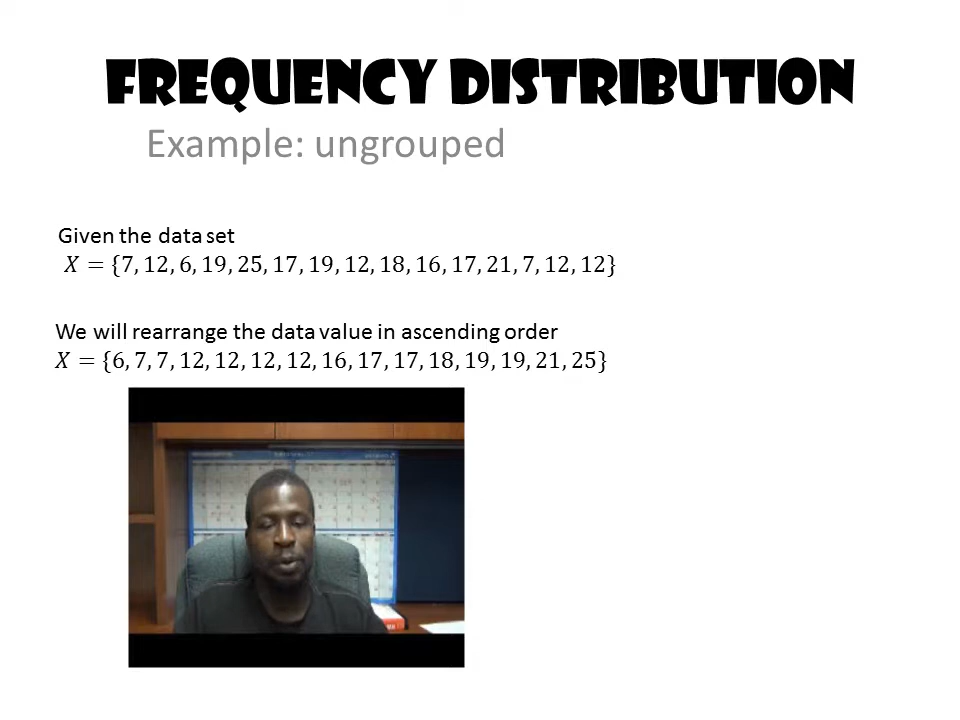 FREQUENCY DISTRIBUTION
Example: ungrouped
Given the data set
X = {7, 12, 6, 19, 25, 17, 19, 12, 18, 16, 17, 21, 7, 12, 12}
We will rearrange the data value in ascending order
X = {6, 7, 7, 12, 12, 12, 12, 16, 17, 17, 18, 19, 19, 21, 25}